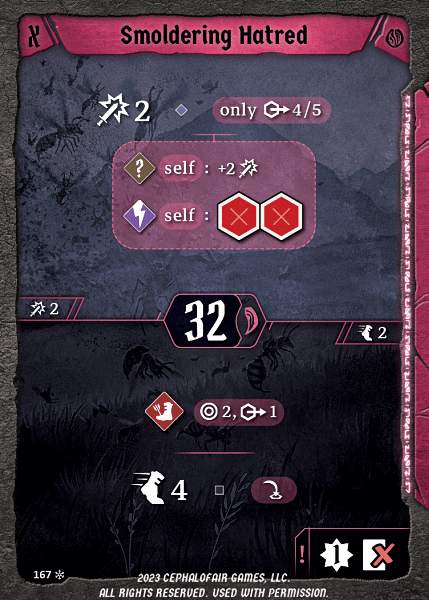 X Smoldering Hatred
2 only 4/5
? self : +2
self :
2
32
2
2, 1
4
! 1
167
2023 CEPHALOFAIR GAMES, LLC.
ALL RIGHTS RESERVED. USED WITH PERMISSION.